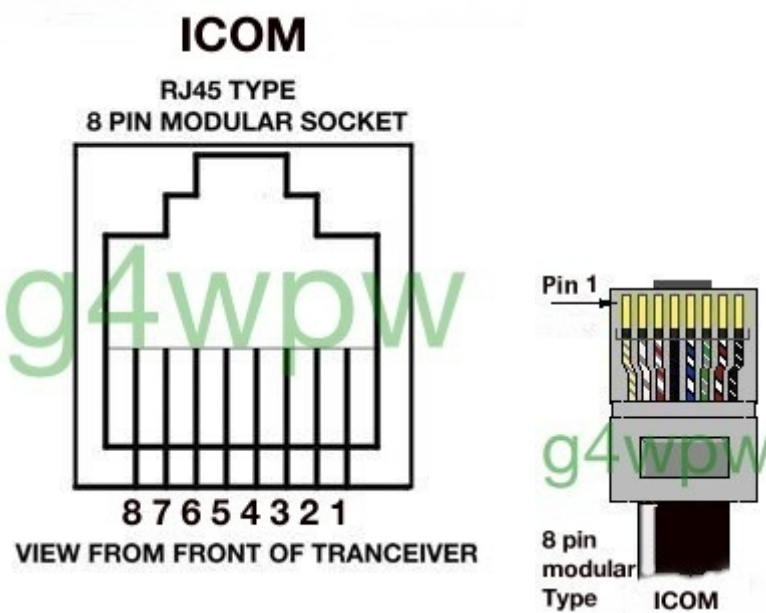 ICOM
RJ45 TYPE
8 PIN MODULAR SOCKET
g4wpw
8 7 6 5 4 3 2 1
VIEW FROM FRONT OF TRANCEIVER
Pin 1
g4wpw
8 pin
modular
Type ICOM